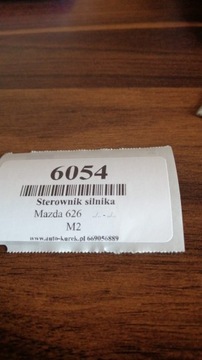 6054
Sterownik silnika
Mazda 626
M2
www.auto-kurek.pl 669056889